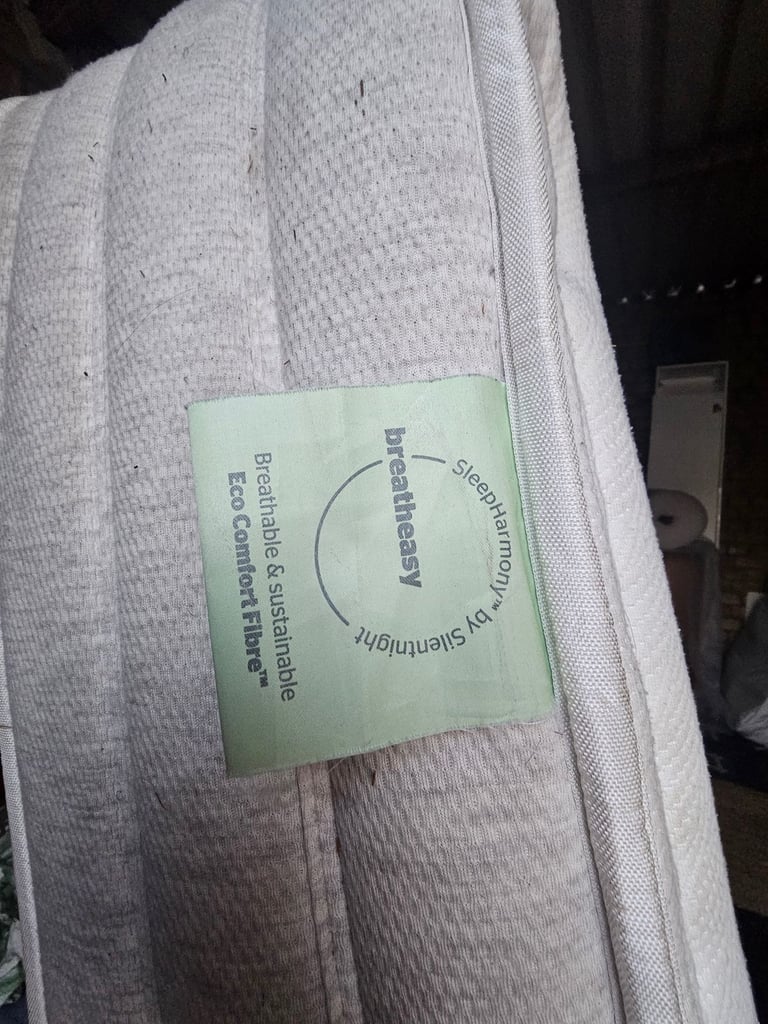 SleepHarmony™ by Silentnight
breatheasy
Breathable & sustainable
Eco Comfort Fibre™